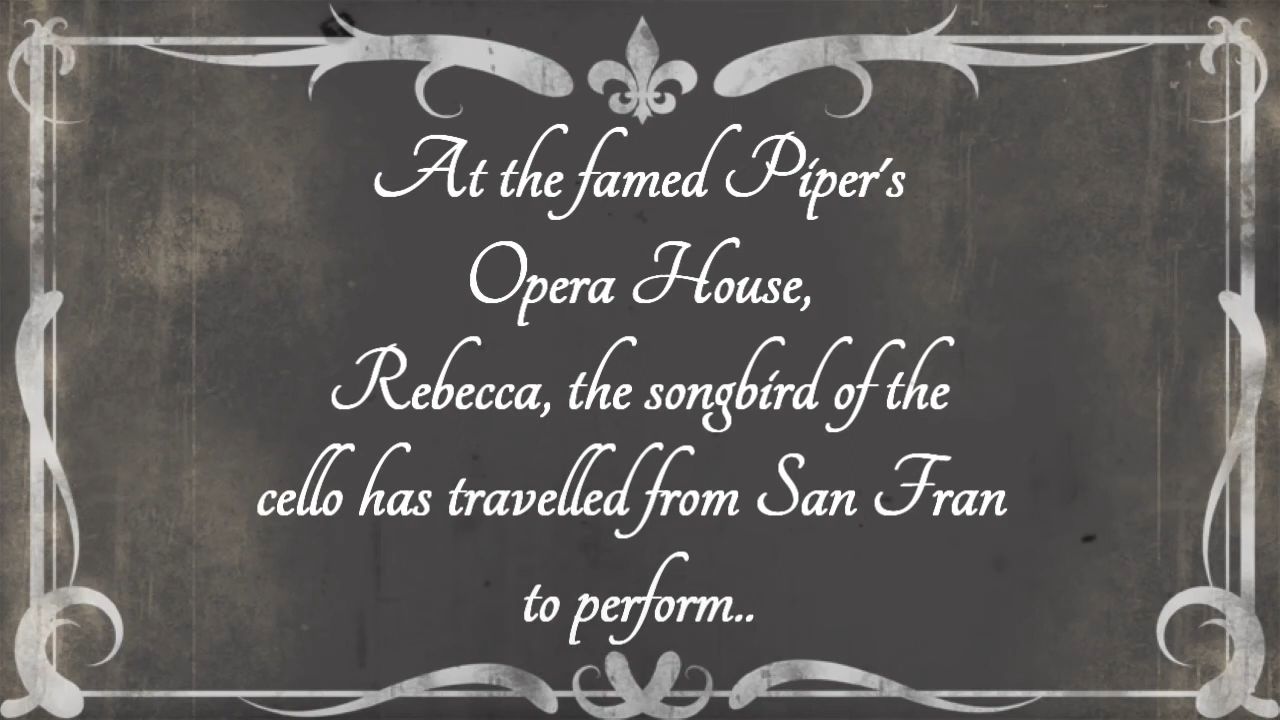 At the famed Piper's
Opera House,
Rebecca, the songbird of the
cello has travelled from San Fran
to perform..